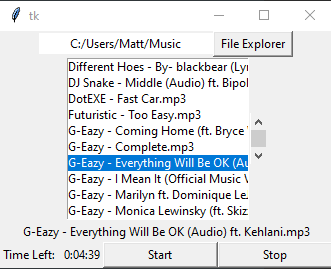 tk
C:/Users/Matt/Music
File Explorer
Different Hoes - By- blackbear (Lyr
DJ Snake - Middle (Audio) ft. Bipol
DotEXE - Fast Car.mp3
Futuristic - Too Easy.mp3
G-Eazy - Coming Home (ft. Bryce
G-Eazy - Complete.mp3
G-Eazy - Everything Will Be OK (Au
G-Eazy - I Mean It (Official Music V
G-Eazy - Marilyn ft. Dominique Le.
G-Eazy - Monica Lewinsky (ft. Skiz
G-Eazy - Everything Will Be OK (Audio) ft. Kehlani.mp3
Time Left: 0:04:39 Start Stop